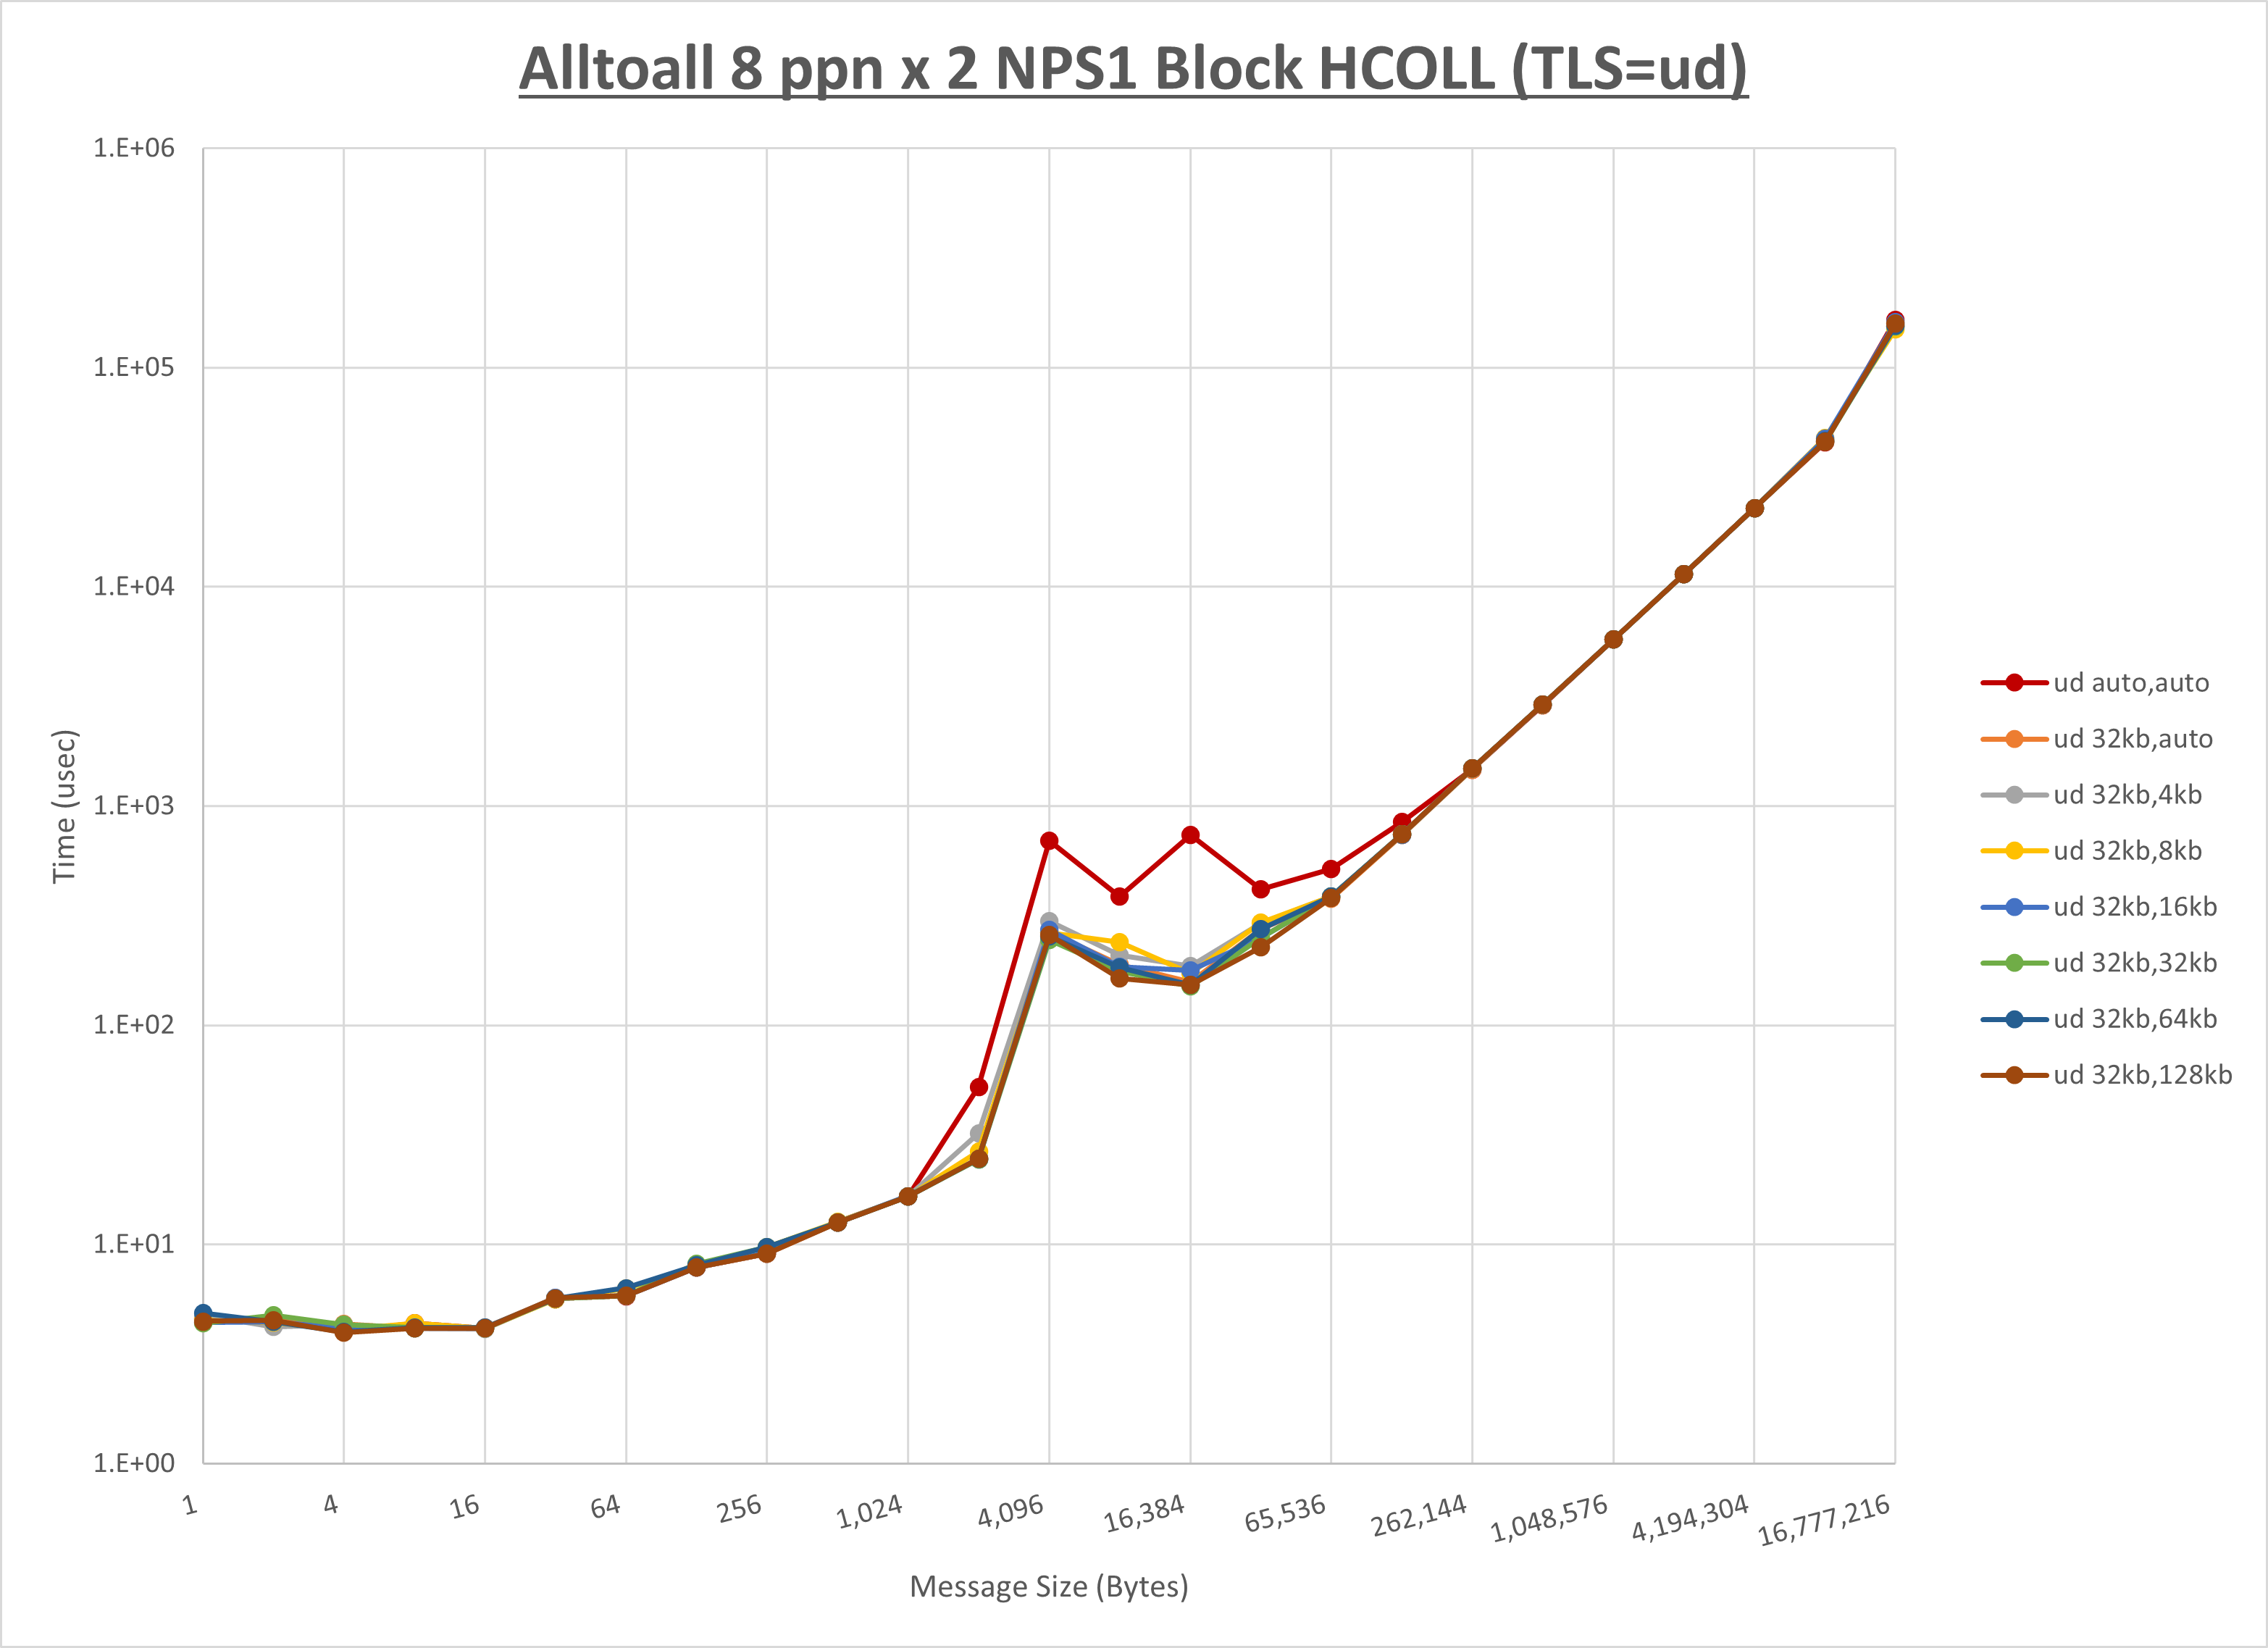 Alltoall 8 ppn x 2 NPS1 Block HCOLL (TLS=ud)
1.E+06
1.E+05
1.E+04
1.E+03
1.E+02
1.E+01
1.E+00
Time (usec)
1
4
16
64
256
1,024
4,096
16,384
65,536
262,144
1,048,576
4,194,304
16,777,216
Message Size (Bytes)
ud auto,auto
ud 32kb,auto
ud 32kb,4kb
ud 32kb,8kb
ud 32kb,16kb
ud 32kb,32kb
ud 32kb,64kb
ud 32kb,128kb